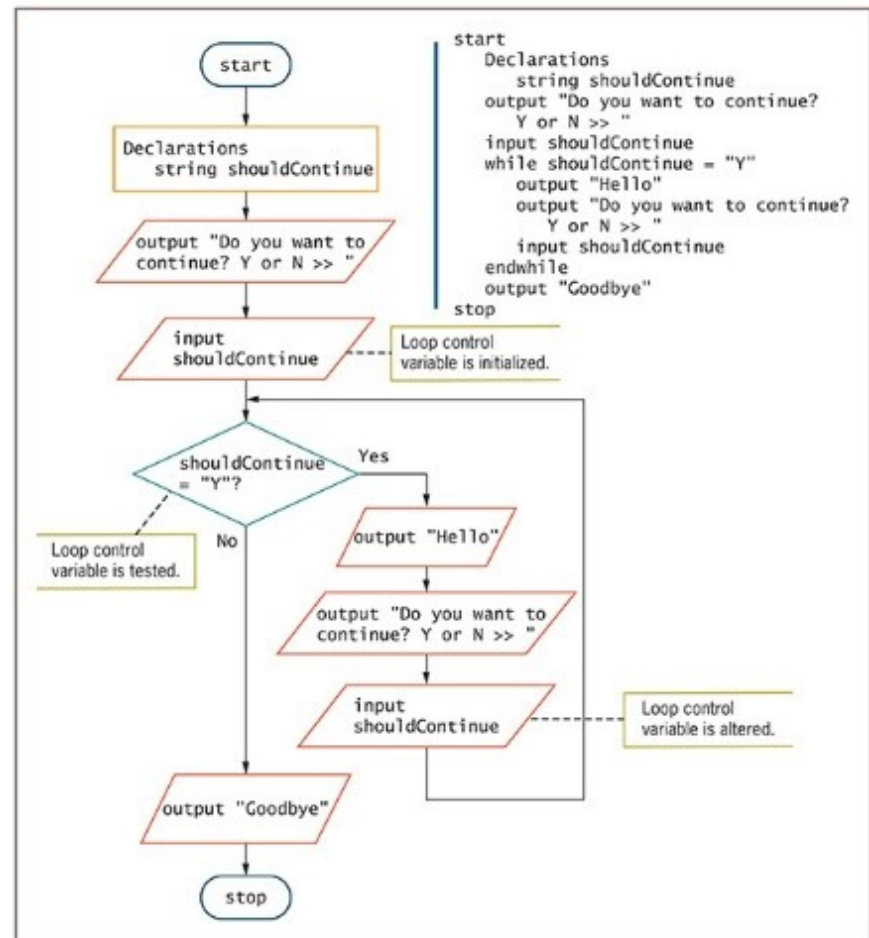 start
Declarations
string shouldContinue
output "Do you want to
continue? Y or N >> "
input
shouldContinue
Loop control
variable is initialized.
shouldContinue
= "Y"?
Yes
No
Loop control
variable is tested.
output "Hello"
output "Do you want to
continue? Y or N >> "
input
shouldContinue
Loop control
variable is altered.
output "Goodbye"
stop
start
Declarations
string shouldContinue
output "Do you want to continue?
Y or N >> "
input shouldContinue
while shouldContinue = "Y"
output "Hello"
output "Do you want to continue?
Y or N >> "
input shouldContinue
endwhile
output "Goodbye"
stop